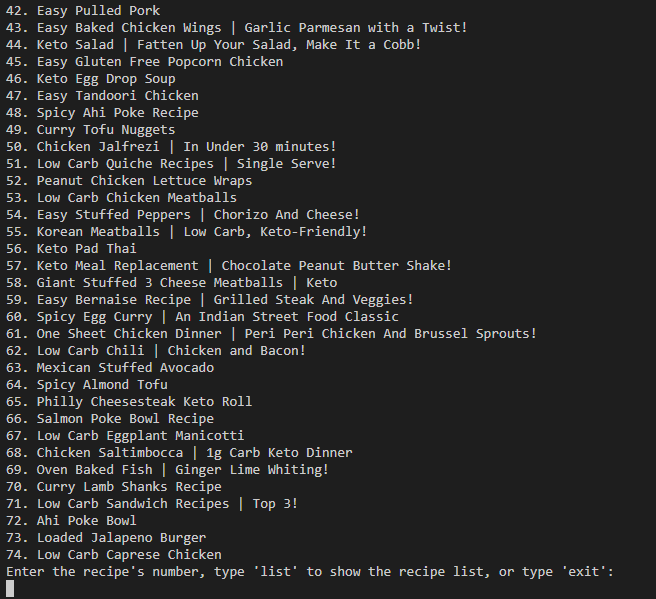 42. Easy Pulled Pork
43. Easy Baked Chicken Wings | Garlic Parmesan with a Twist!
44. Keto Salad | Fatten Up Your Salad, Make It a Cobb!
45. Easy Gluten Free Popcorn Chicken
46. Keto Egg Drop Soup
47. Easy Tandoori Chicken
48. Spicy Ahi Poke Recipe
49. Curry Tofu Nuggets
50. Chicken Jalfrezi | In Under 30 minutes!
51. Low Carb Quiche Recipes | Single Serve!
52. Peanut Chicken Lettuce Wraps
53. Low Carb Chicken Meatballs
54. Easy Stuffed Peppers | Chorizo And Cheese!
55. Korean Meatballs | Low Carb, Keto-Friendly!
56. Keto Pad Thai
57. Keto Meal Replacement | Chocolate Peanut Butter Shake!
58. Giant Stuffed 3 Cheese Meatballs | Keto
59. Easy Bernaise Recipe | Grilled Steak And Veggies!
60. Spicy Egg Curry | An Indian Street Food Classic
61. One Sheet Chicken Dinner | Peri Peri Chicken And Brussel Sprouts!
62. Low Carb Chili | Chicken and Bacon!
63. Mexican Stuffed Avocado
64. Spicy Almond Tofu
65. Philly Cheesesteak Keto Roll
66. Salmon Poke Bowl Recipe
67. Low Carb Eggplant Manicotti
68. Chicken Saltimbocca | 1g Carb Keto Dinner
69. Oven Baked Fish | Ginger Lime Whiting!
70. Curry Lamb Shanks Recipe
71. Low Carb Sandwich Recipes | Top 3!
72. Ahi Poke Bowl
73. Loaded Jalapeno Burger
74. Low Carb Caprese Chicken
Enter the recipe's number, type 'list' to show the recipe list, or type 'exit':